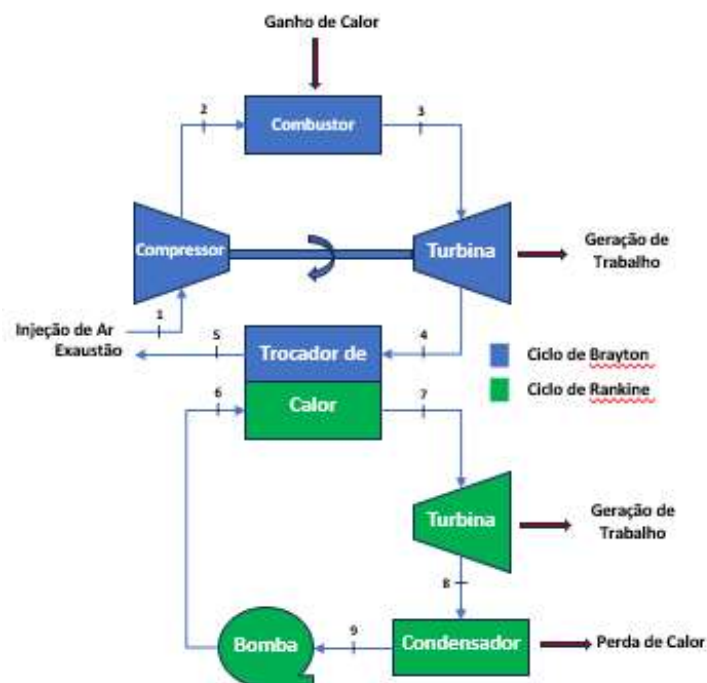 Ganho de Calor
2
3
Combustor
Compressor
Turbina
Geração de
Trabalho
1
Injeção de Ar
Exaustão
5
4
Trocador de
Calor
Ciclo de Brayton
Ciclo de Rankine
6
7
Turbina
Geração de
Trabalho
8
9
Bomba
Condensador
Perda de Calor